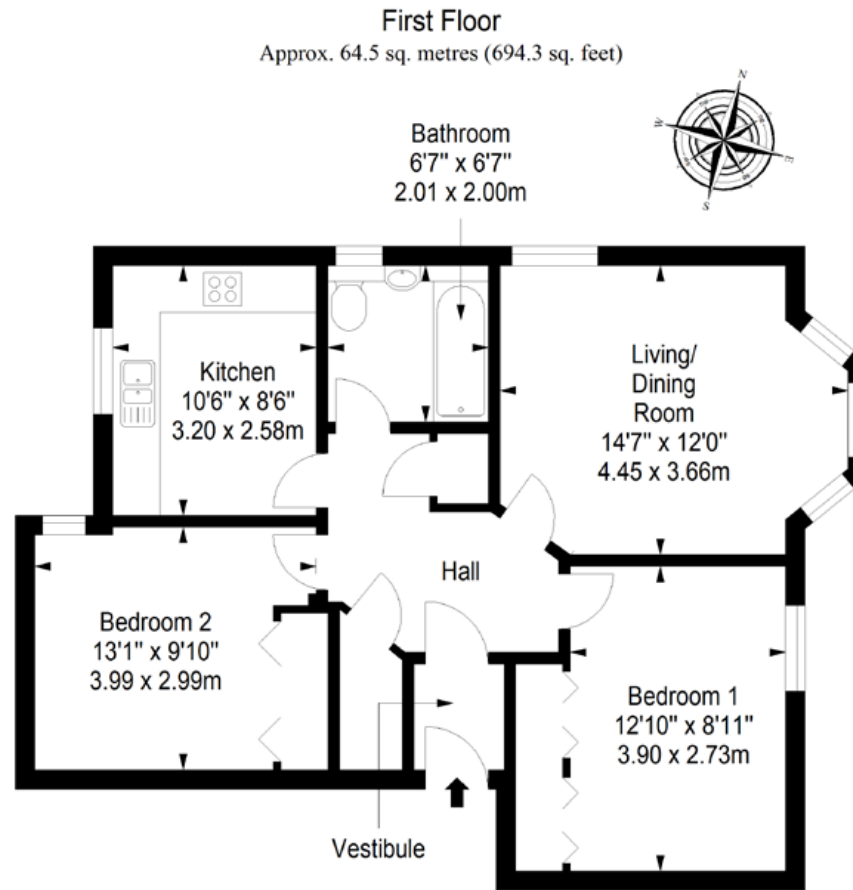 First Floor
Approx. 64.5 sq. metres (694.3 sq. feet)
N
W
E
S
Bathroom
6'7" x 6'7"
2.01 x 2.00m
Kitchen
10'6" x 8'6"
3.20 x 2.58m
Living/
Dining
Room
14'7" x 12'0"
4.45 x 3.66m
Hall
Bedroom 2
13'1" x 9'10"
3.99 x 2.99m
Bedroom 1
12'10" x 8'11"
3.90 x 2.73m
Vestibule